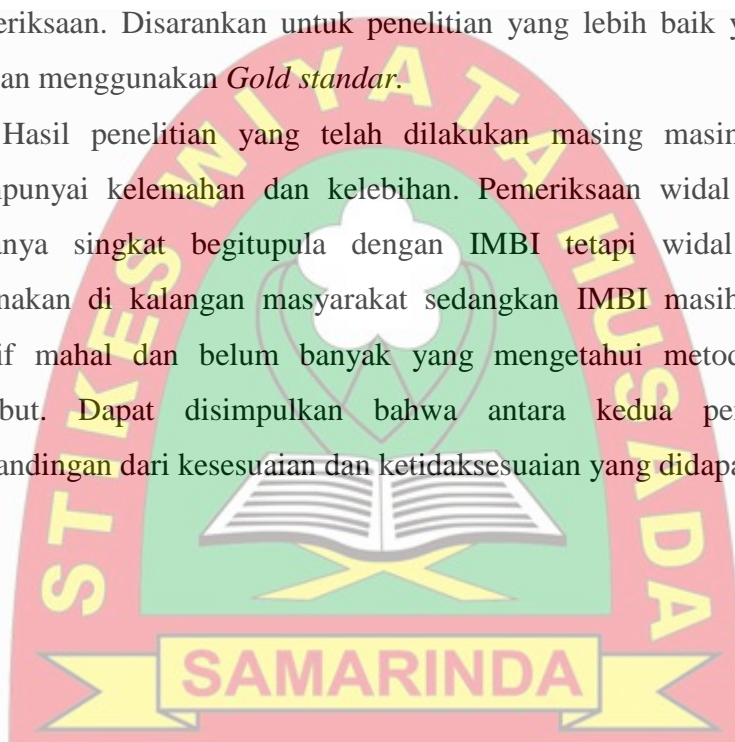 eriksaan. Disarankan untuk penelitian yang lebih baik y
an menggunakan Gold standar.
Hasil penelitian yang telah dilakukan masing masin
punyai kelemahan dan kelebihan. Pemeriksaan widal
anya singkat begitupula dengan IMBI tetapi widal
nakan di kalangan masyarakat sedangkan IMBI masih
if mahal dan belum banyak yang mengetahui metod
but. Dapat disimpulkan bahwa antara kedua pe
andingan dari kesesuaian dan ketidaksesuaian yang didapa
STIKES WIYATA HUSADA
SAMARINDA